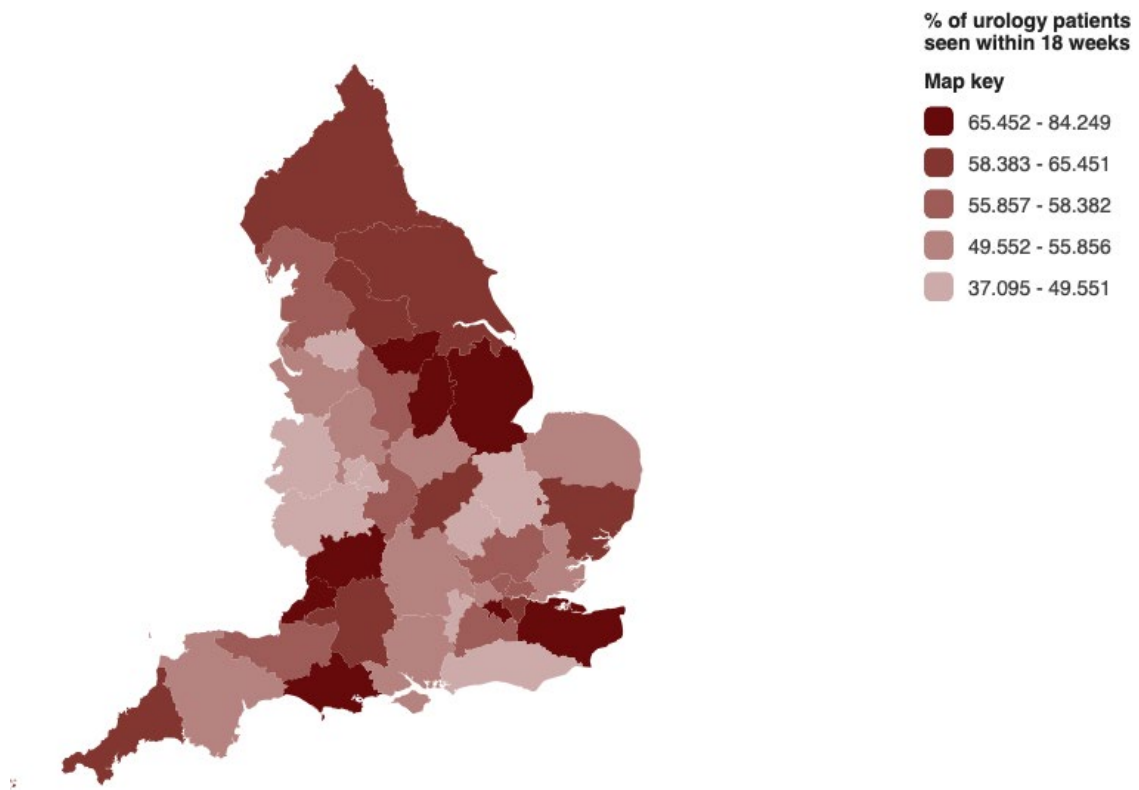 % of urology patients
seen within 18 weeks
Map key
65.452 - 84.249
58.383 - 65.451
55.857 - 58.382
49.552 - 55.856
37.095 - 49.551